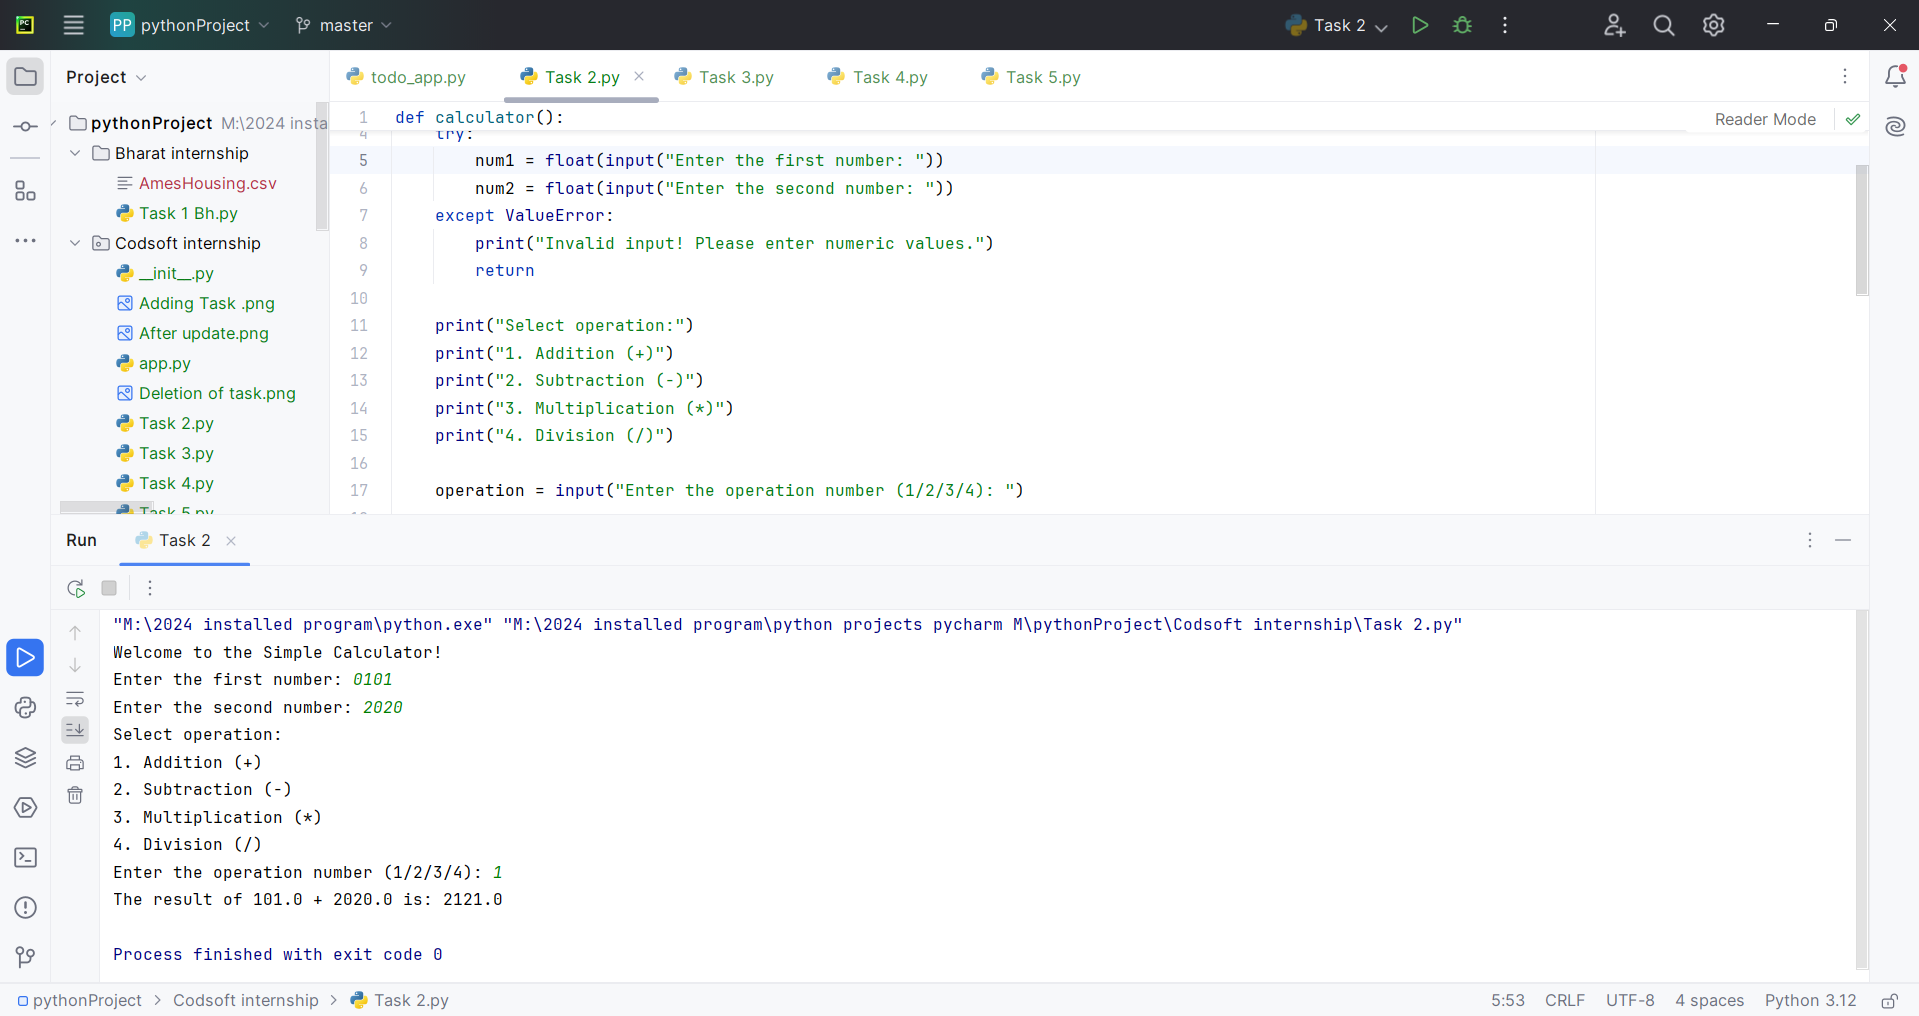 PC
PP pythonProject master Task 2
Project
todo_app.py Task 2.py Task 3.py Task 4.py Task 5.py
pythonProject M:\2024 insta
Bharat internship
AmesHousing.csv
Task 1 Bh.py
Codsoft internship
__init__.py
Adding Task .png
After update.png
app.py
Deletion of task.png
Task 2.py
Task 3.py
Task 4.py
Task 5.py
Reader Mode
1 def calculator():
4 try:
5 num1 = float(input("Enter the first number: "))
6 num2 = float(input("Enter the second number: "))
7 except ValueError:
8 print("Invalid input! Please enter numeric values.")
9 return
10
11 print("Select operation:")
12 print("1. Addition (+)")
13 print("2. Subtraction (-)")
14 print("3. Multiplication (*)")
15 print("4. Division (/)")
16
17 operation = input("Enter the operation number (1/2/3/4): ")
Run Task 2
"M:\2024 installed program\python.exe" "M:\2024 installed program\python projects pycharm M\pythonProject\Codsoft internship\Task 2.py"
Welcome to the Simple Calculator!
Enter the first number: 0101
Enter the second number: 2020
Select operation:
1. Addition (+)
2. Subtraction (-)
3. Multiplication (*)
4. Division (/)
Enter the operation number (1/2/3/4): 1
The result of 101.0 + 2020.0 is: 2121.0
Process finished with exit code 0
pythonProject > Codsoft internship > Task 2.py
5:53 CRLF UTF-8 4 spaces Python 3.12